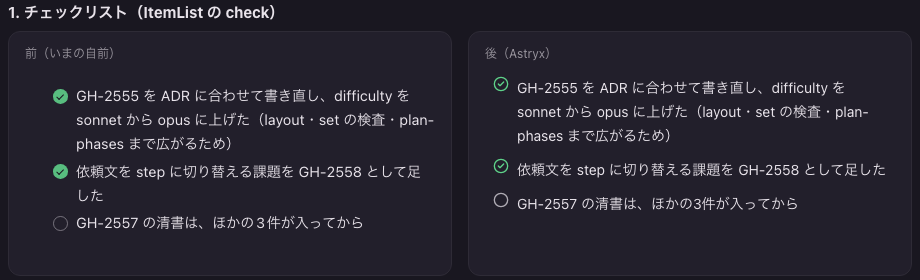 1. チェックリスト（ItemList の check）
前（いまの自前）
GH-2555 を ADR に合わせて書き直し、difficulty を
sonnet から opus に上げた（layout・set の検査・plan-
phases まで広がるため）
依頼文を step に切り替える課題を GH-2558 として足
した
GH-2557 の清書は、ほかの3件が入ってから
後（Astryx）
GH-2555 を ADR に合わせて書き直し、difficulty を
sonnet から opus に上げた（layout・set の検査・plan-
phases まで広がるため）
依頼文を step に切り替える課題を GH-2558 として足した
GH-2557 の清書は、ほかの3件が入ってから